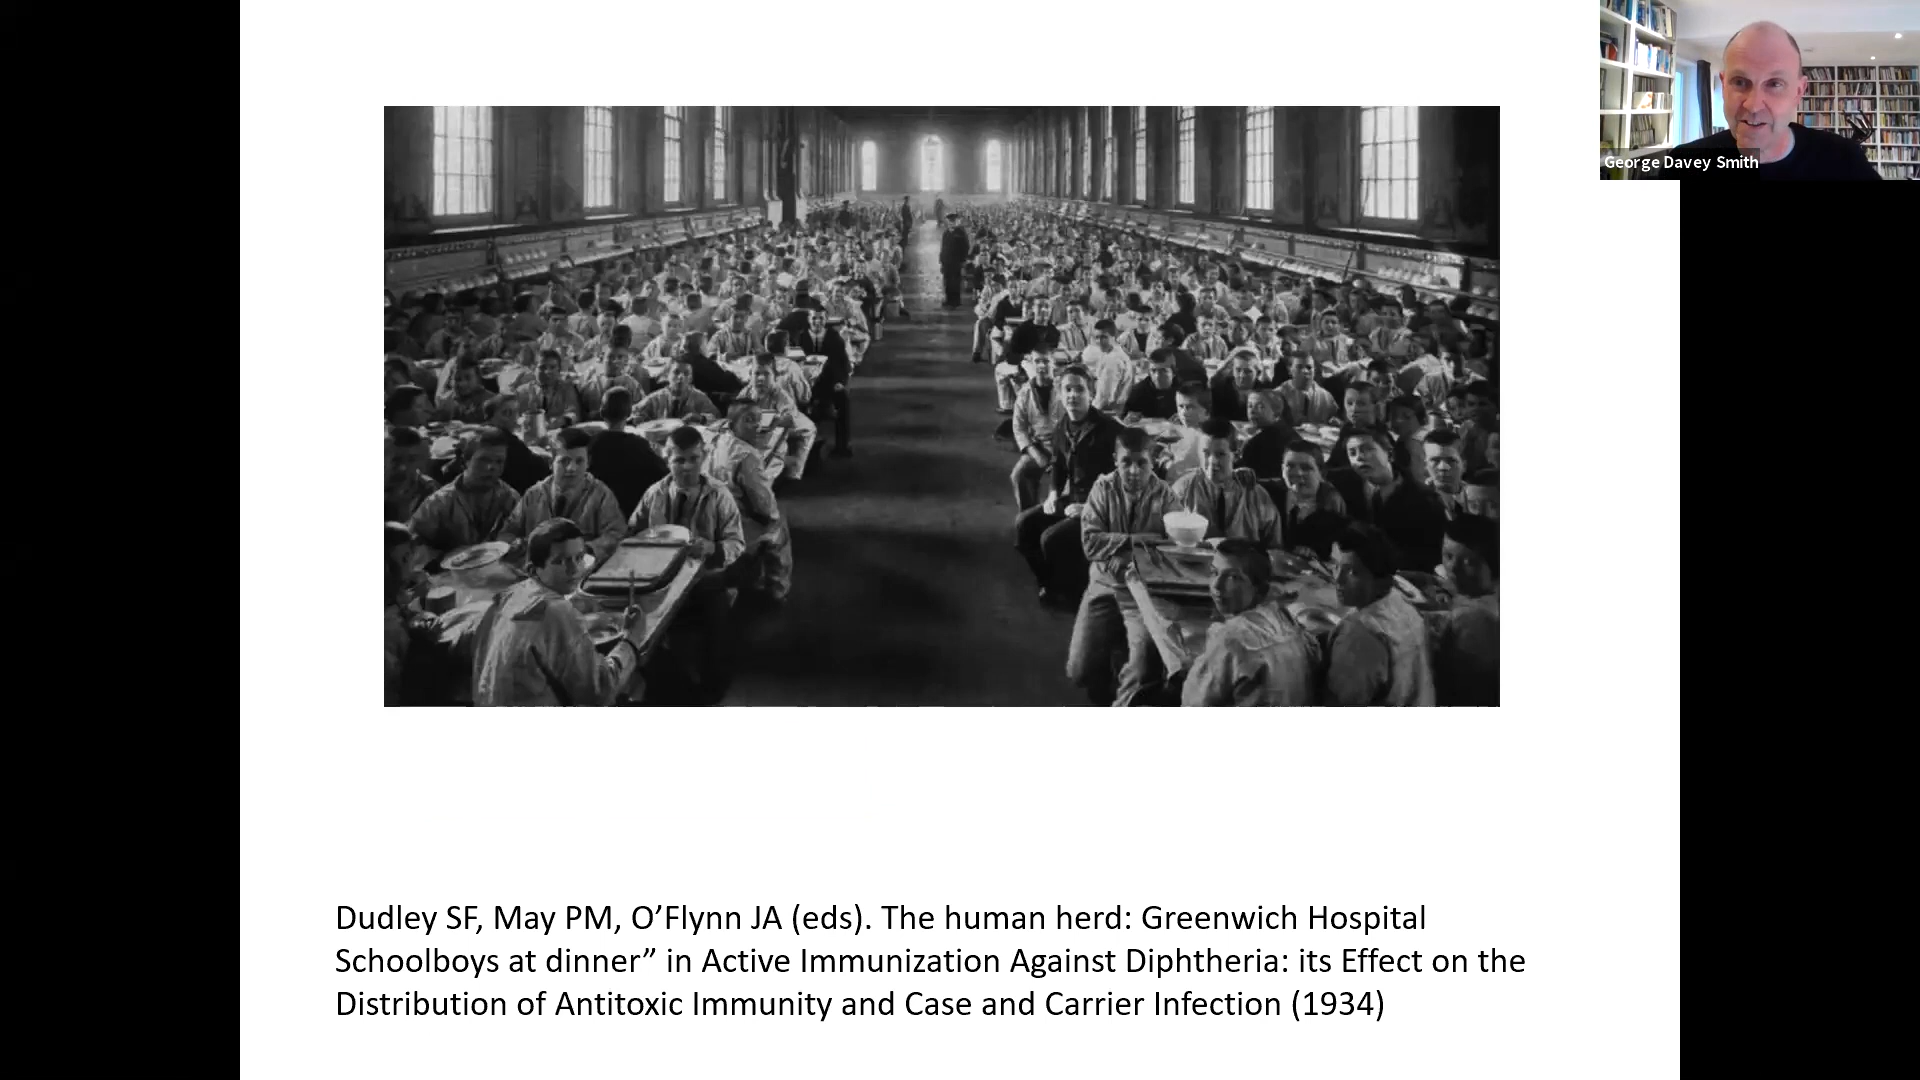 George Davey Smith
Dudley SF, May PM, O’Flynn JA (eds). The human herd: Greenwich Hospital
Schoolboys at dinner” in Active Immunization Against Diphtheria: its Effect on the
Distribution of Antitoxic Immunity and Case and Carrier Infection (1934)